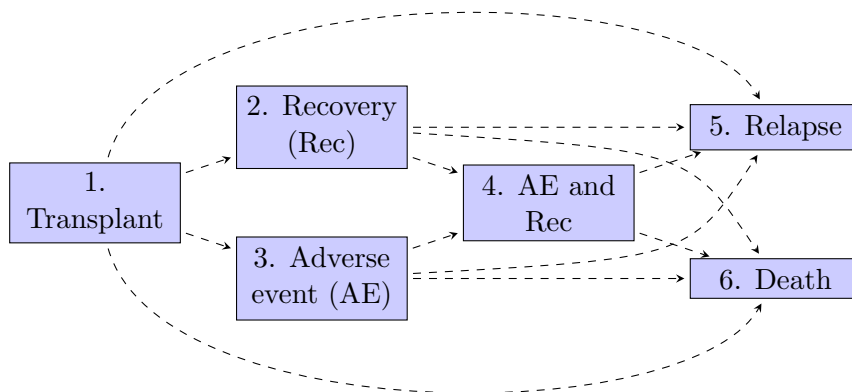 1.
Transplant
2. Recovery
(Rec)
3. Adverse
event (AE)
4. AE and
Rec
5. Relapse
6. Death